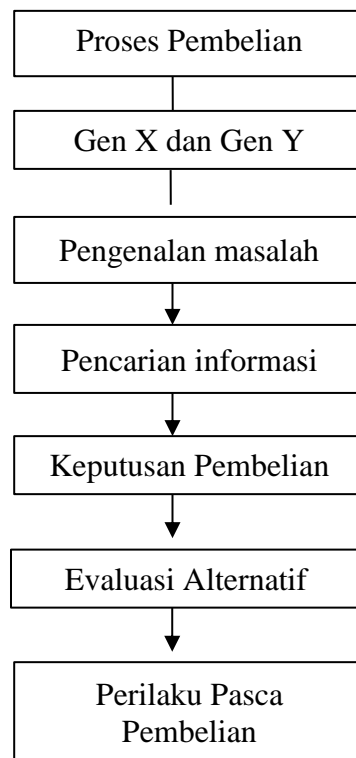 Proses Pembelian
Gen X dan Gen Y
Pengenalan masalah
Pencarian informasi
Keputusan Pembelian
Evaluasi Alternatif
Perilaku Pasca
Pembelian